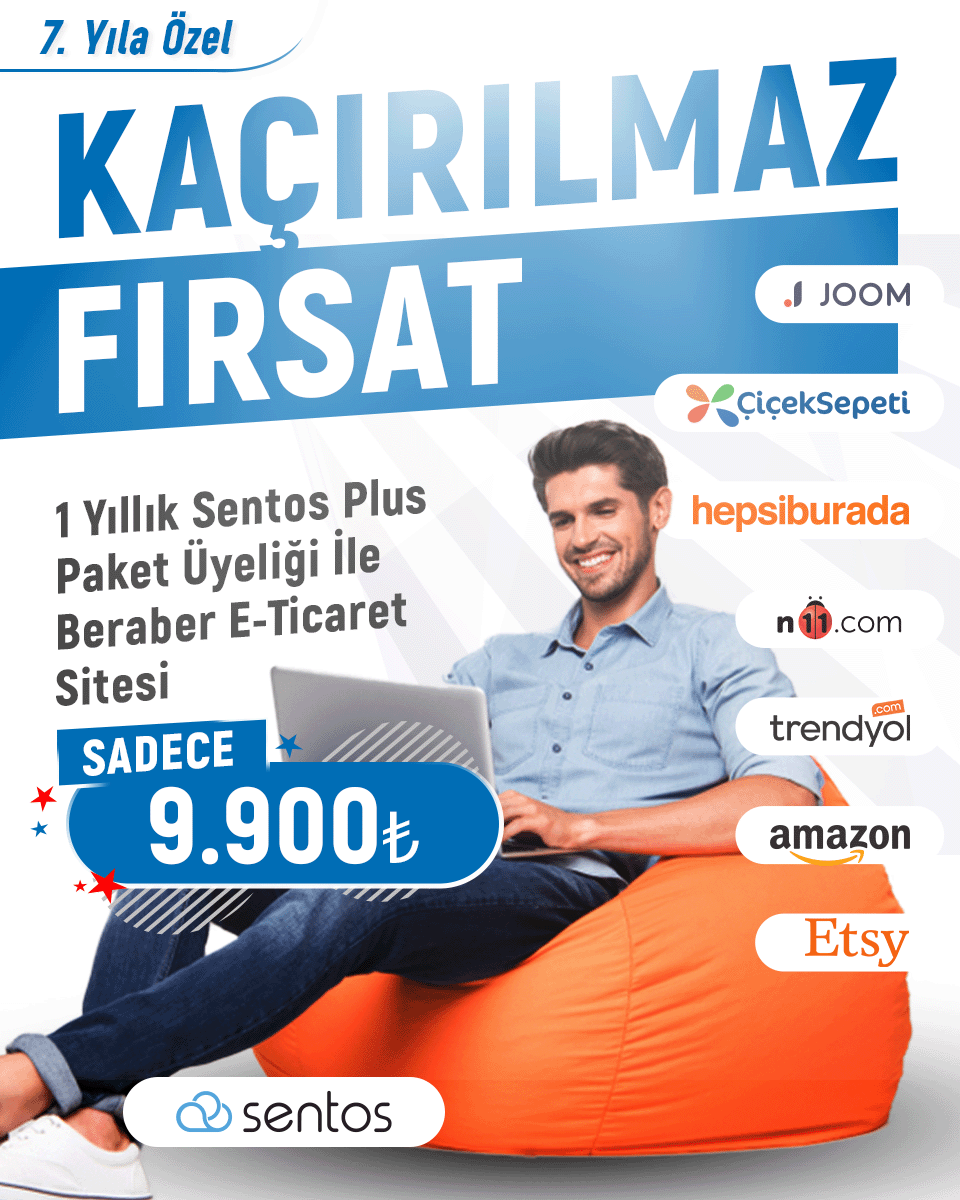 7. Yıla Özel
KAÇIRILMAZ
FIRSAT
JOOM
ÇiçekSepeti
hepsiburada
n11.com
trendyol
.com
amazon
Etsy
1 Yıllık Sentos Plus
Paket Üyeliği İle
Beraber E-Ticaret
Sitesi
SADECE
9.900₺
sentos